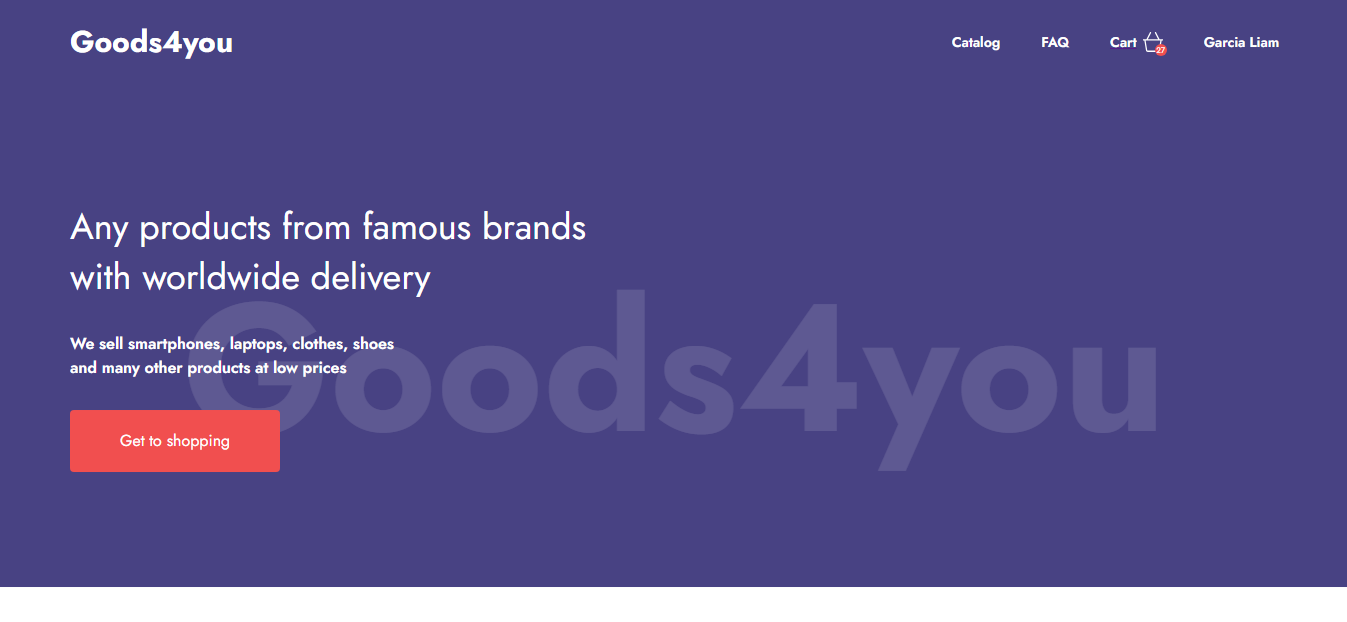 Goods4you
Catalog FAQ Cart 27 Garcia Liam
Any products from famous brands
with worldwide delivery
Goods4you
We sell smartphones, laptops, clothes, shoes
and many other products at low prices
Get to shopping